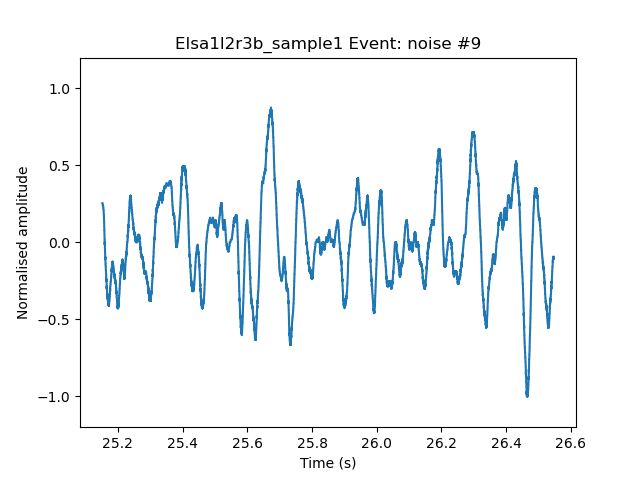 Elsa1l2r3b_sample1 Event: noise #9
Normalised amplitude
1.0
0.5
0.0
−0.5
−1.0
25.2 25.4 25.6 25.8 26.0 26.2 26.4 26.6
Time (s)